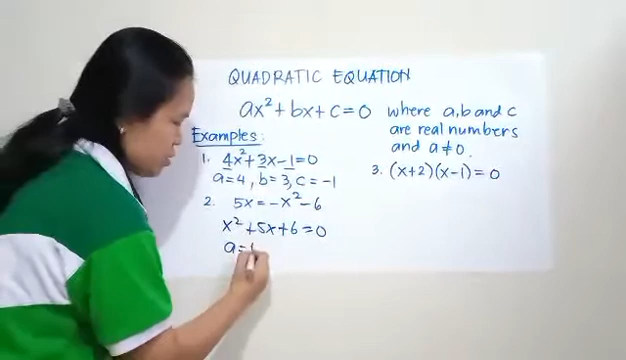 QUADRATIC EQUATION
ax² + bx + c = 0
where a, b and c
are real numbers
and a ≠ 0.
Examples:
1. 4x² + 3x - 1 = 0
a = 4, b = 3, c = -1
2. 5x = -x² - 6
x² + 5x + 6 = 0
a = 1
3. (x+2)(x-1) = 0